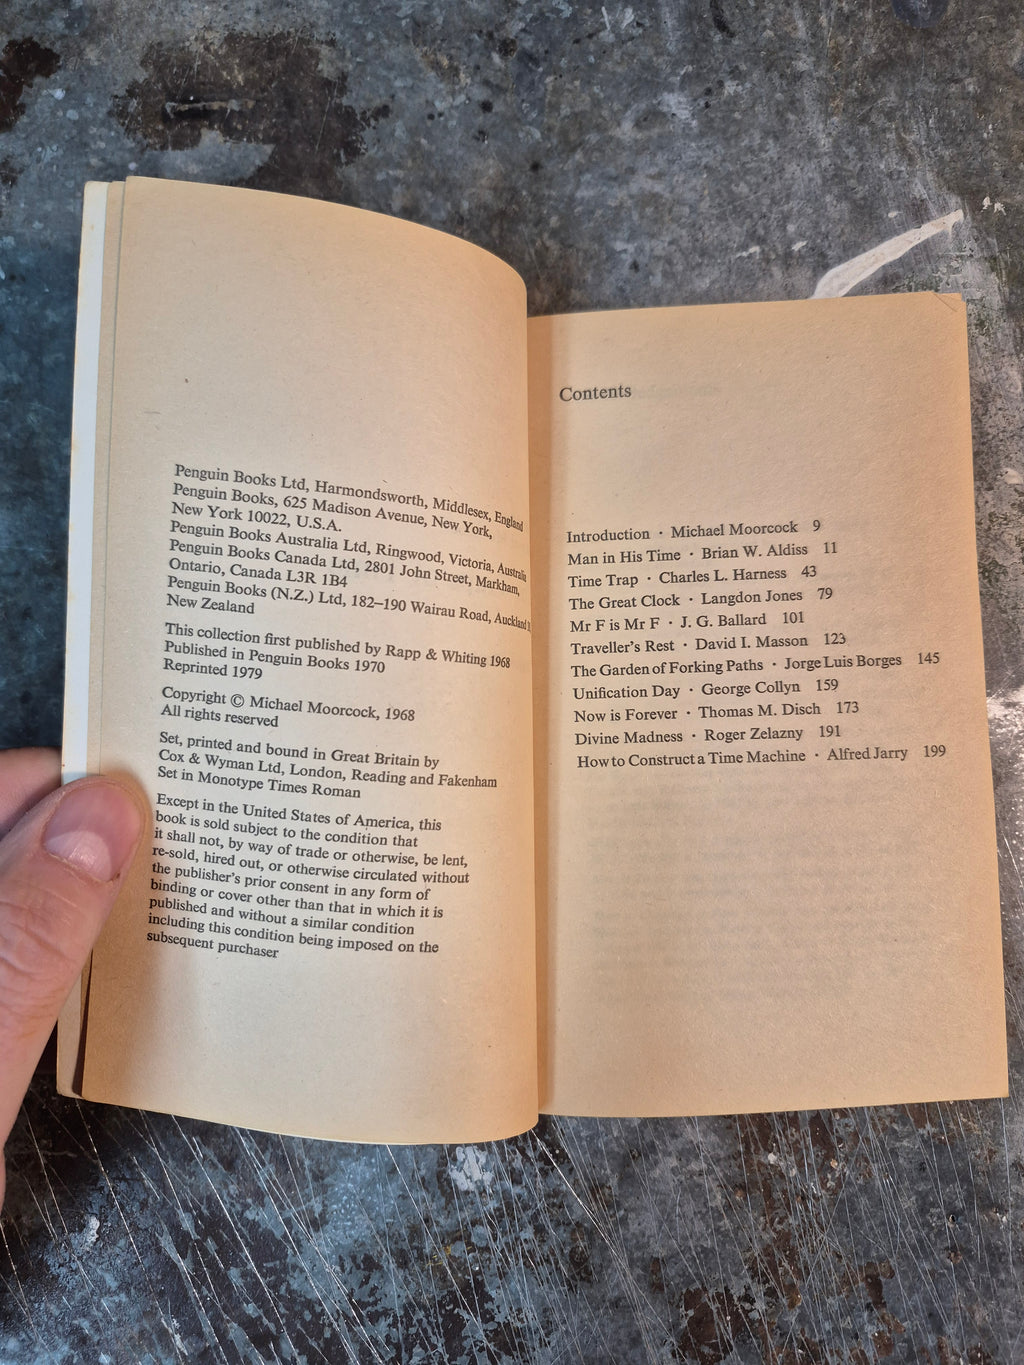 Penguin Books Ltd, Harmondsworth, Middlesex, England
Penguin Books, 625 Madison Avenue, New York,
New York 10022, U.S.A.
Penguin Books Australia Ltd, Ringwood, Victoria, Australia
Penguin Books Canada Ltd, 2801 John Street, Markham,
Ontario, Canada L3R 1B4
Penguin Books (N.Z.) Ltd, 182–190 Wairau Road, Auckland
New Zealand
This collection first published by Rapp & Whiting 1968
Published in Penguin Books 1970
Reprinted 1979
Copyright © Michael Moorcock, 1968
All rights reserved
Set, printed and bound in Great Britain by
Cox & Wyman Ltd, London, Reading and Fakenham
Set in Monotype Times Roman
Except in the United States of America, this
book is sold subject to the condition that
it shall not, by way of trade or otherwise, be lent,
re-sold, hired out, or otherwise circulated without
the publisher's prior consent in any form of
binding or cover other than that in which it is
published and without a similar condition
including this condition being imposed on the
subsequent purchaser
Contents
Introduction · Michael Moorcock 9
Man in His Time · Brian W. Aldiss 11
Time Trap · Charles L. Harness 43
The Great Clock · Langdon Jones 79
Mr F is Mr F · J. G. Ballard 101
Traveller's Rest · David I. Masson 123
The Garden of Forking Paths · Jorge Luis Borges 145
Unification Day · George Collyn 159
Now is Forever · Thomas M. Disch 173
Divine Madness · Roger Zelazny 191
How to Construct a Time Machine · Alfred Jarry 199